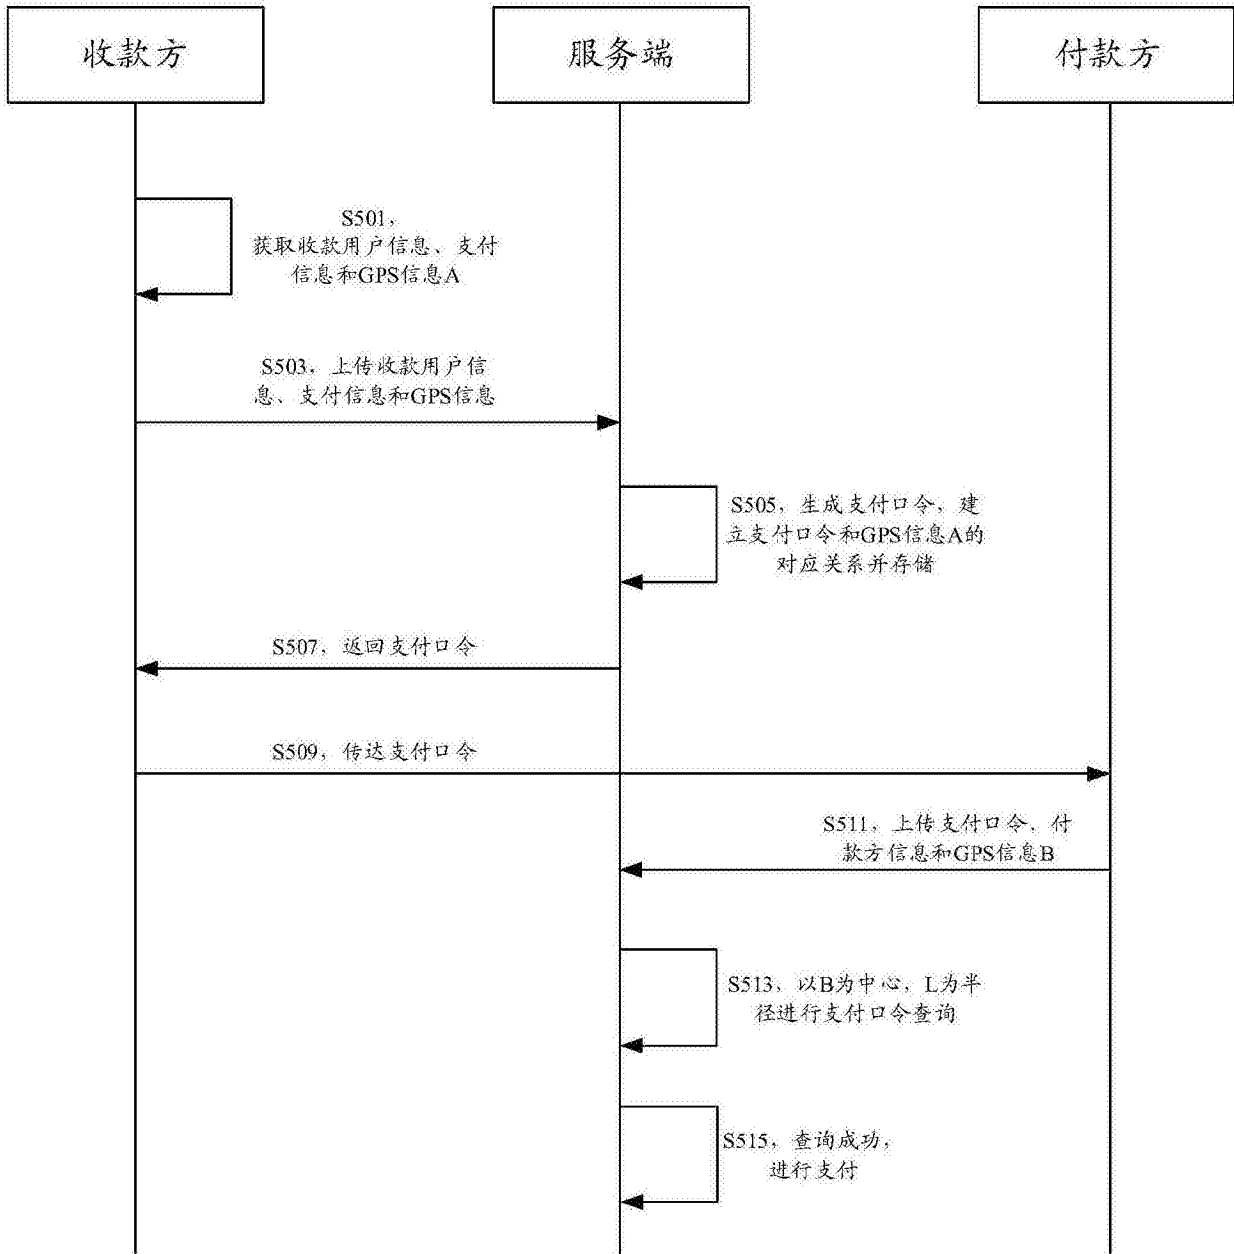 收款方
服务端
付款方
S501，
获取收款用户信息、支付
信息和GPS信息A
S503，上传收款用户信
息、支付信息和GPS信息
S505，生成支付口令，建
立支付口令和GPS信息A的
对应关系并存储
S507，返回支付口令
S509，传达支付口令
S511，上传支付口令、付
款方信息和GPS信息B
S513，以B为中心，L为半
径进行支付口令查询
S515，查询成功，
进行支付